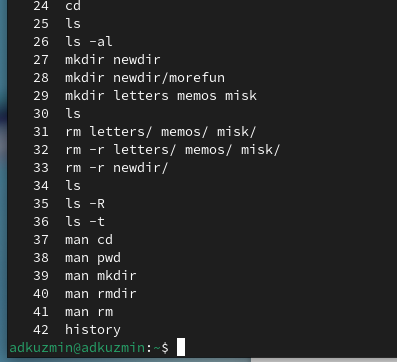 24 cd
25 ls
26 ls -al
27 mkdir newdir
28 mkdir newdir/morefun
29 mkdir letters memos misk
30 ls
31 rm letters/ memos/ misk/
32 rm -r letters/ memos/ misk/
33 rm -r newdir/
34 ls
35 ls -R
36 ls -t
37 man cd
38 man pwd
39 man mkdir
40 man rmdir
41 man rm
42 history
adkuzmin@adkuzmin:~$